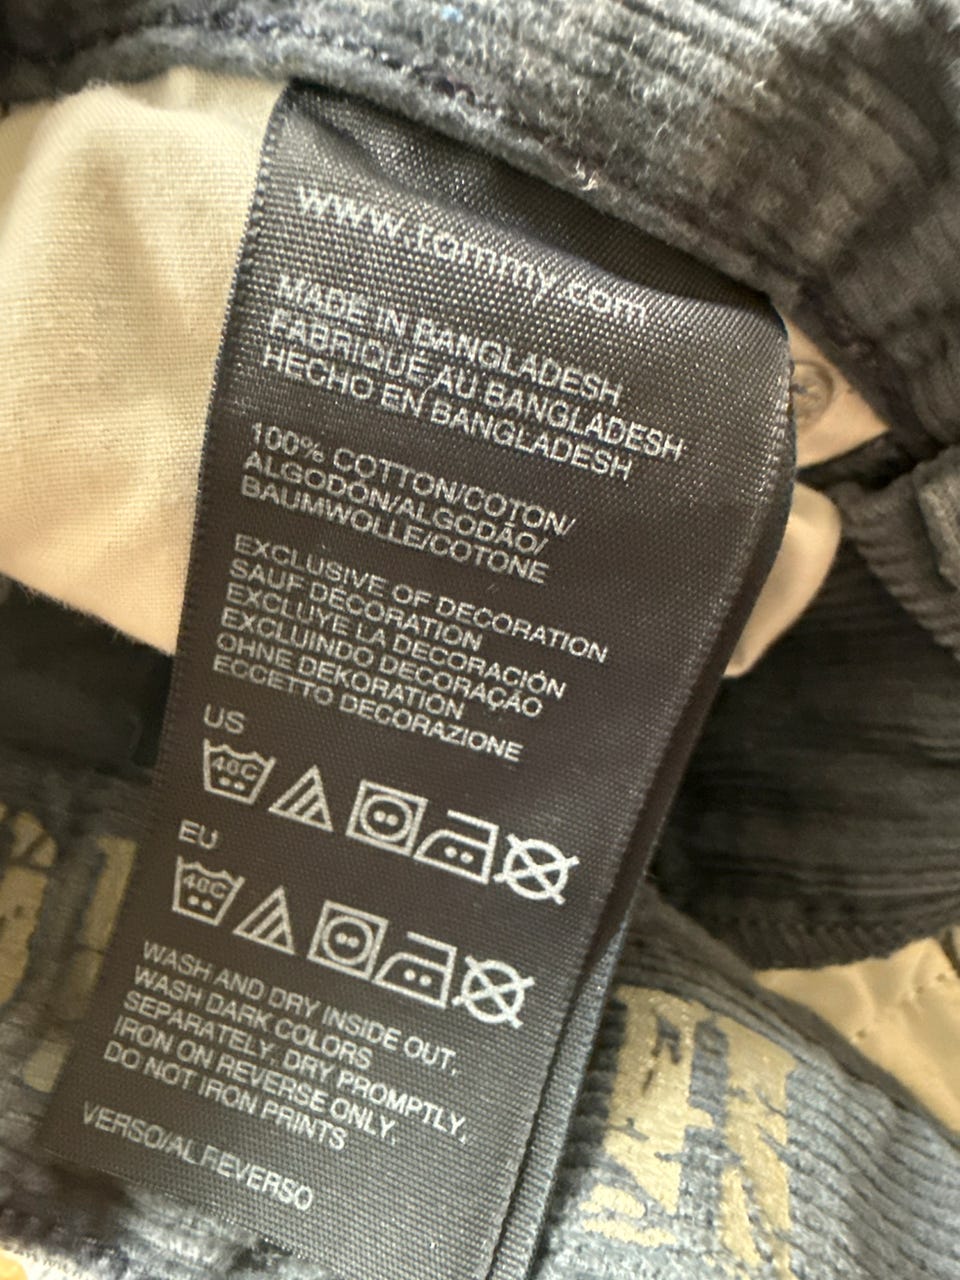 www.tommy.com
MADE IN BANGLADESH
FABRIQUÉ AU BANGLADESH
HECHO EN BANGLADESH
100% COTTON/COTON/
ALGODÓN/ALGODÃO/
BAUMWOLLE/COTONE
EXCLUSIVE OF DECORATION
SAUF DÉCORATION
EXCLUYE LA DECORACIÓN
EXCLUINDO DECORAÇÃO
OHNE DEKORATION
ECCETTO DECORAZIONE
US
40C
EU
40C
WASH AND DRY INSIDE OUT,
WASH DARK COLORS
SEPARATELY. DRY PROMPTLY,
IRON ON REVERSE ONLY,
DO NOT IRON PRINTS
VERSO/AL REVERSO